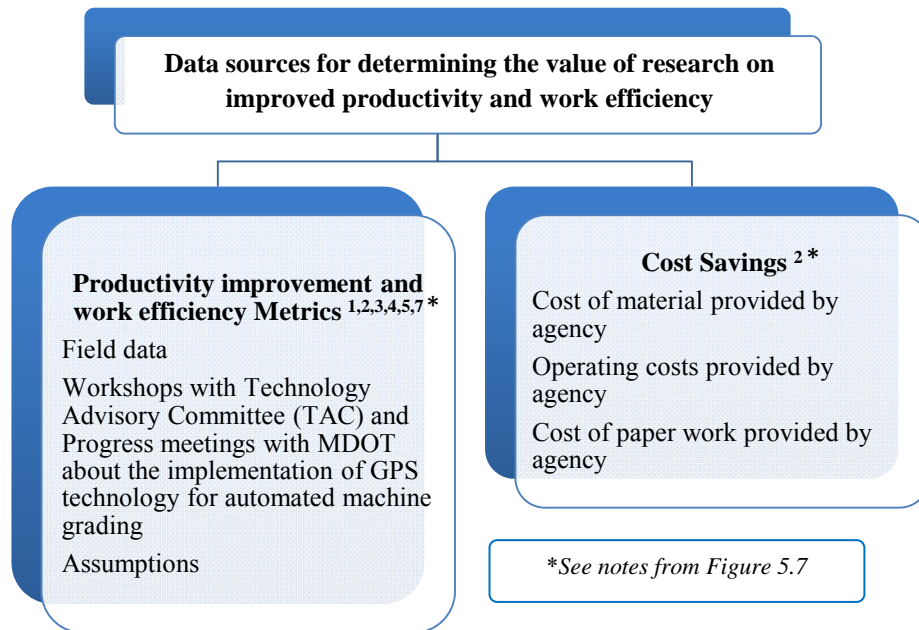 Data sources for determining the value of research on
improved productivity and work efficiency
Productivity improvement and
work efficiency Metrics 1,2,3,4,5,7 *
Field data
Workshops with Technology
Advisory Committee (TAC) and
Progress meetings with MDOT
about the implementation of GPS
technology for automated machine
grading
Assumptions
Cost Savings 2 *
Cost of material provided by
agency
Operating costs provided by
agency
Cost of paper work provided by
agency
*See notes from Figure 5.7